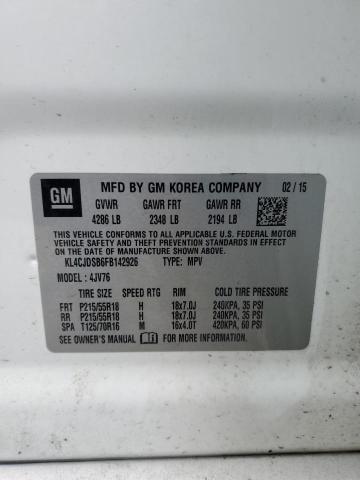 GM
MFD BY GM KOREA COMPANY 02 / 15
GVWR GAWR FRT GAWR RR
4286 LB 2348 LB 2194 LB
THIS VEHICLE CONFORMS TO ALL APPLICABLE U.S. FEDERAL MOTOR
VEHICLE SAFETY, BUMPER, AND THEFT PREVENTION STANDARDS
IN EFFECT ON THE DATE OF MANUFACTURE SHOWN ABOVE.
KL4CJDSB6FB142926 TYPE: MPV
MODEL: 4JV76
TIRE SIZE SPEED RTG RIM COLD TIRE PRESSURE
FRT P215/55R18 H 18x7.0J 240KPA, 35 PSI
RR P215/55R18 H 18x7.0J 240KPA, 35 PSI
SPA T125/70R16 M 16x4.0T 420KPA, 60 PSI
SEE OWNER'S MANUAL FOR MORE INFORMATION.